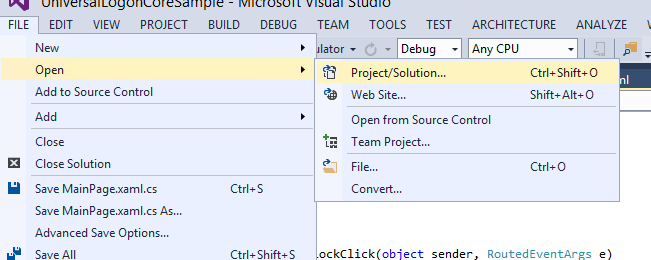 UniversalLogonCoreSample - Microsoft Visual Studio
FILE EDIT VIEW PROJECT BUILD DEBUG TEAM TOOLS TEST ARCHITECTURE ANALYZE
New
Debug Any CPU
Open
Project/Solution... Ctrl+Shift+O
Add to Source Control
Web Site... Shift+Alt+O
Add
Open from Source Control
Close
Team Project...
Close Solution
File... Ctrl+O
Save MainPage.xaml.cs Ctrl+S
Convert...
Save MainPage.xaml.cs As...
Advanced Save Options...
Save All Ctrl+Shift+S
lockClick(object sender, RoutedEventArgs e)